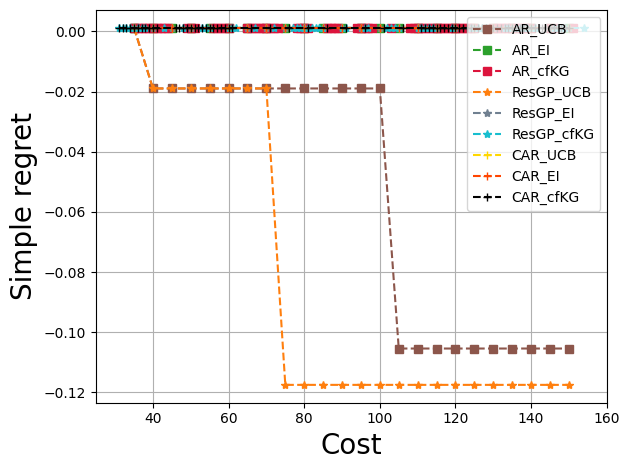 Simple regret
0.00
−0.02
−0.04
−0.06
−0.08
−0.10
−0.12
40 60 80 100 120 140 160
Cost
AR_UCB
AR_EI
AR_cfKG
ResGP_UCB
ResGP_EI
ResGP_cfKG
CAR_UCB
CAR_EI
CAR_cfKG